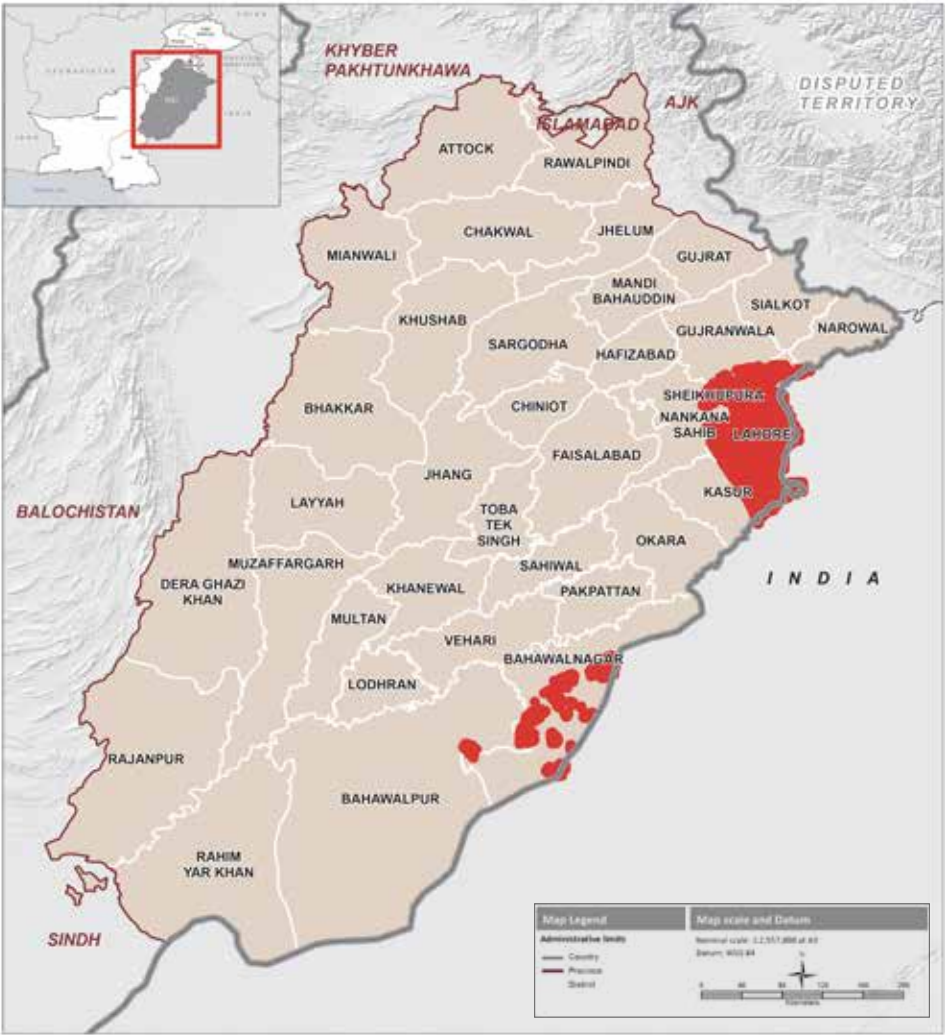 KHYBER
PAKHTUNKHAWA
DISPUTED
TERRITORY
AJK
ISLAMABAD
ATTOCK
RAWALPINDI
CHAKWAL
JHELUM
MIANWALI
GUJRAT
MANDI
BAHAUDDIN
SIALKOT
KHUSHAB
GUJRANWALA
NAROWAL
SARGODHA
HAFIZABAD
SHEIKHUPURA
BHAKKAR
CHINIOT
NANKANA
SAHIB
LAHORE
FAISALABAD
JHANG
KASUR
LAYYAH
BALOCHISTAN
TOBA
TEK
SINGH
OKARA
MUZAFFARGARH
SAHIWAL
INDIA
DERA GHAZI
KHAN
KHANEWAL
PAKPATTAN
MULTAN
VEHARI
BAHAWALNAGAR
LODHRAN
RAJANPUR
BAHAWALPUR
RAHIM
YAR KHAN
SINDH
Map Legend
Administrative limits
Country
Province
District
Map scale and Datum
Kilometers